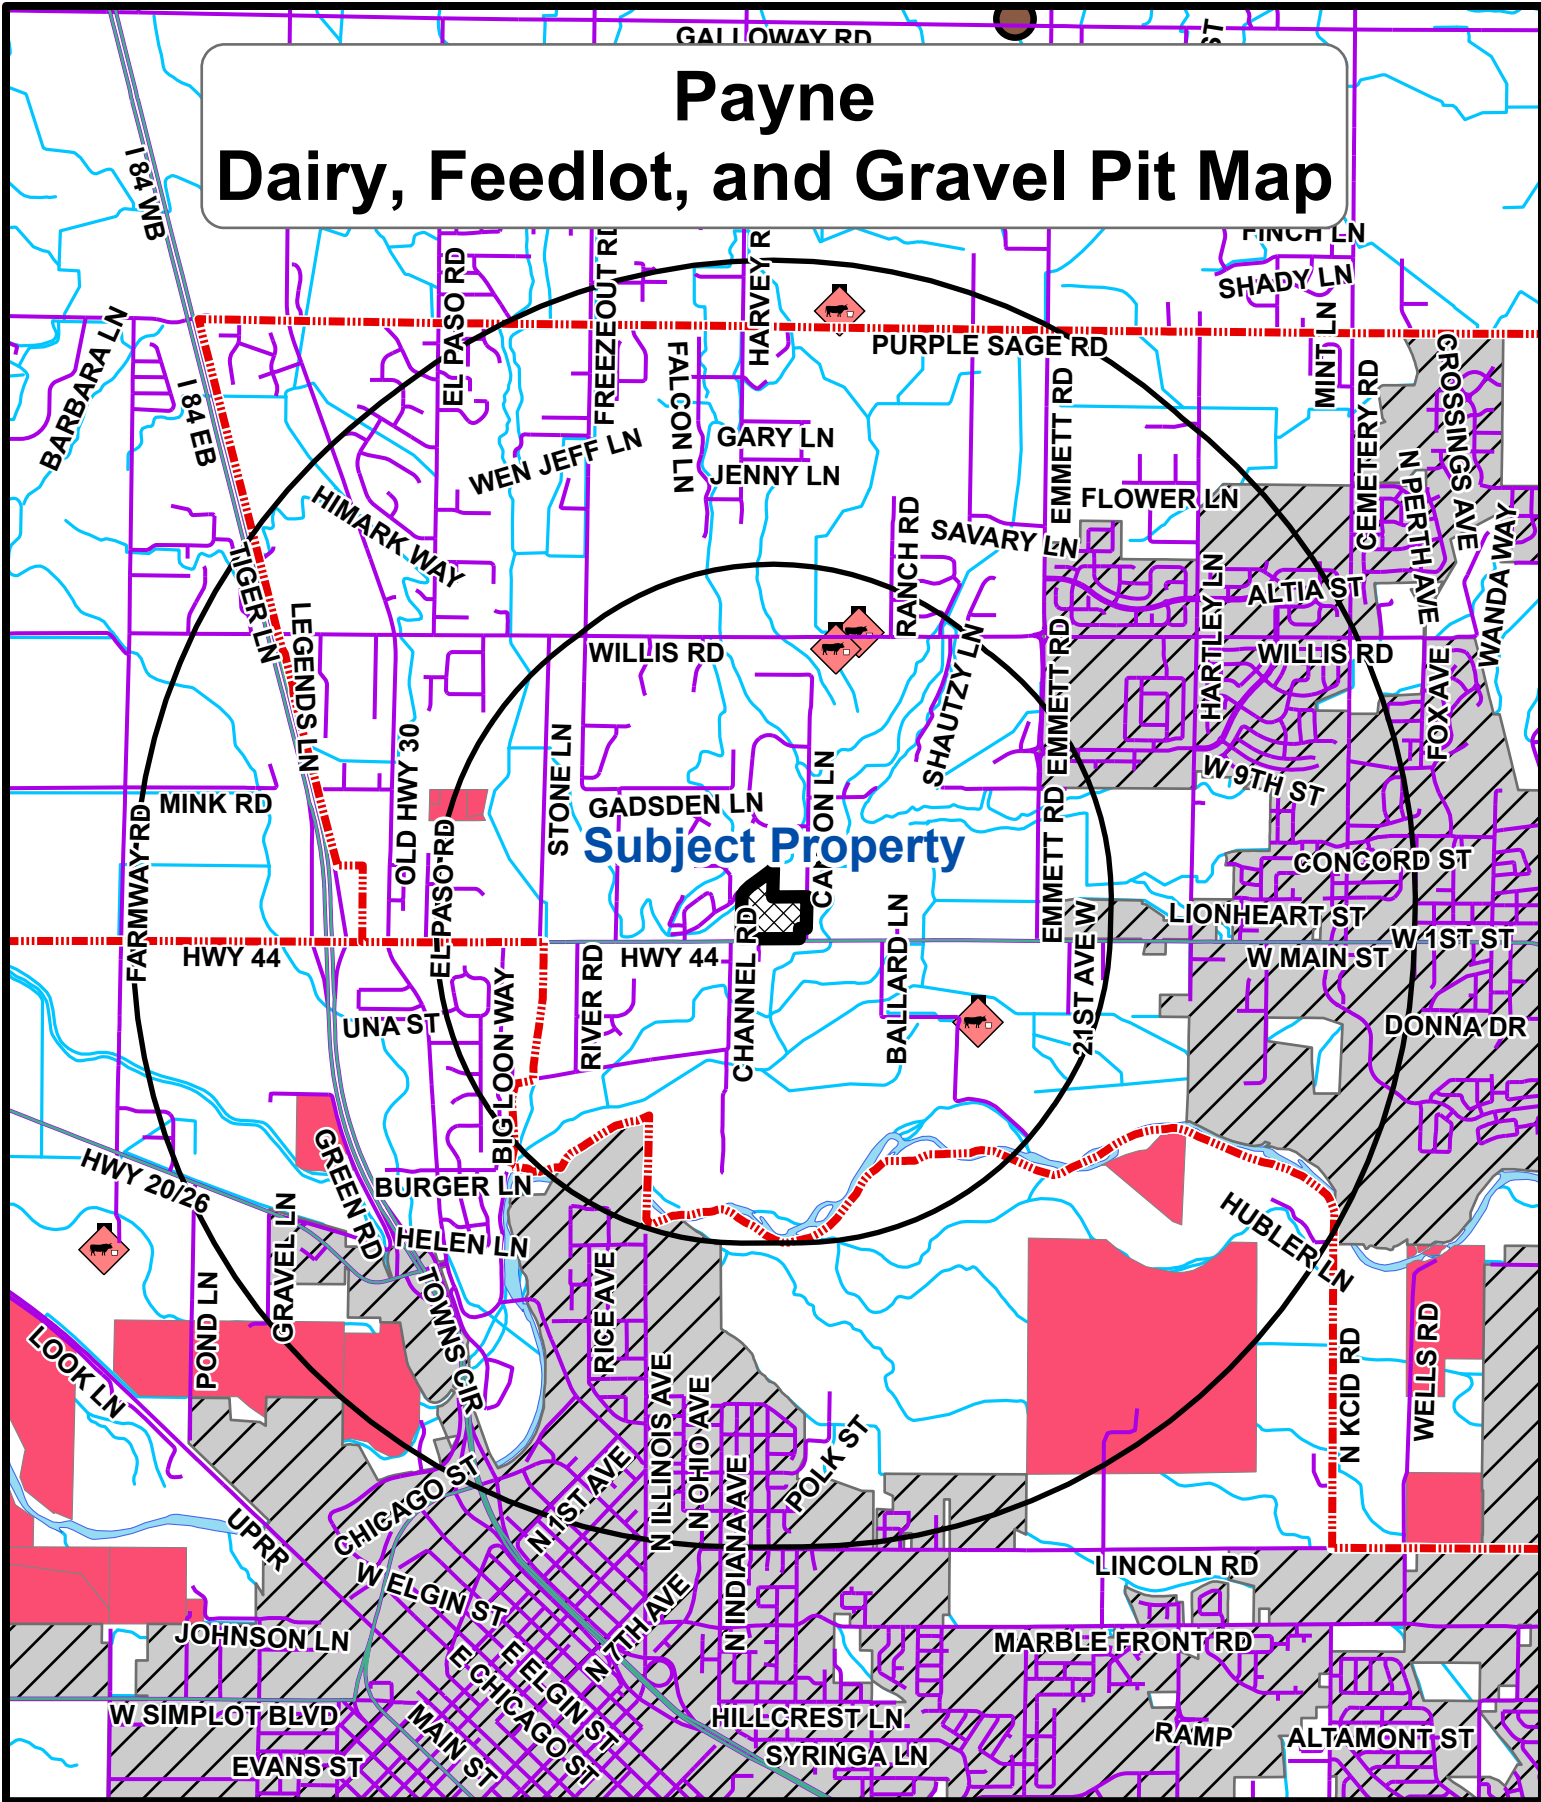 GALLOWAY RD
ST
Payne
Dairy, Feedlot, and Gravel Pit Map
I 84 WB
FINCH LN
SHADY LN
EL PASO RD
FREEZEOUT RD
HARVEY R
BARBARA LN
PURPLE SAGE RD
MINT LN
CROSSINGS AVE
I 84 EB
FALCON LN
EMMETT RD
CEMETERY RD
GARY LN
WEN JEFF LN
JENNY LN
N PERTH AVE
HIMARK WAY
FLOWER LN
RANCH RD
SAVARY LN
WANDA WAY
TIGER LN
HARTLEY LN
ALTIA ST
LEGENDS LN
WILLIS RD
SHAUTZY LN
EMMETT RD
WILLIS RD
FOX AVE
OLD HWY 30
STONE LN
EMMETT RD
W 9TH ST
MINK RD
GADSDEN LN
FARMWAY RD
EL PASO RD
Subject Property
EMMETT RD
CONCORD ST
BALLARD LN
LIONHEART ST
CHANNEL RD
21ST AVE W
W 1ST ST
HWY 44
RIVER RD
HWY 44
W MAIN ST
UNA ST
BIG LOON WAY
DONNA DR
HWY 20/26
GREEN RD
BURGER LN
GRAVEL LN
HELEN LN
HUBLER LN
POND LN
TOWNS CIR
RICE AVE
LOOK LN
N ILLINOIS AVE
N OHIO AVE
N KCID RD
WELLS RD
POLK ST
CHICAGO ST
N 1ST AVE
N INDIANA AVE
UPRR
W ELGIN ST
LINCOLN RD
N 7TH AVE
JOHNSON LN
E ELGIN ST
MARBLE FRONT RD
E CHICAGO ST
W SIMPLOT BLVD
MAIN ST
HILLCREST LN
RAMP
ALTAMONT ST
EVANS ST
SYRINGA LN